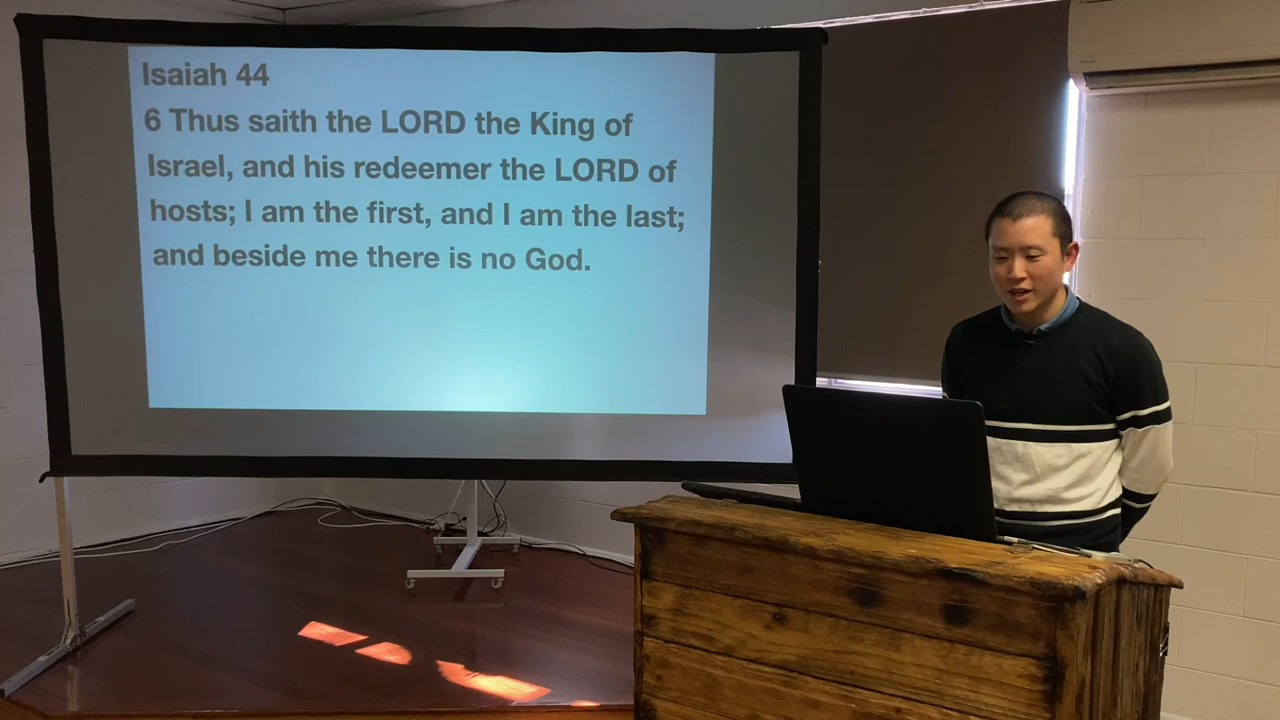 Isaiah 44
6 Thus saith the LORD the King of
Israel, and his redeemer the LORD of
hosts; I am the first, and I am the last;
and beside me there is no God.